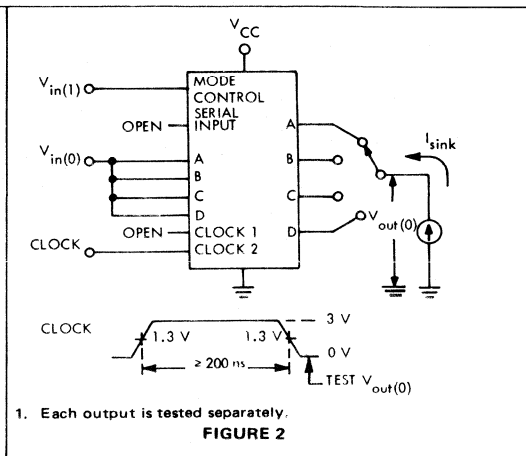 VCC
Vin(1)
MODE
CONTROL
SERIAL
OPEN INPUT
A
Isink
Vin(0)
A
B
B
C
C
D
D
Vout(0)
OPEN CLOCK 1
CLOCK CLOCK 2
CLOCK
3 V
1.3 V 1.3 V
0 V
≥ 200 ns
TEST Vout(0)
1. Each output is tested separately.
FIGURE 2